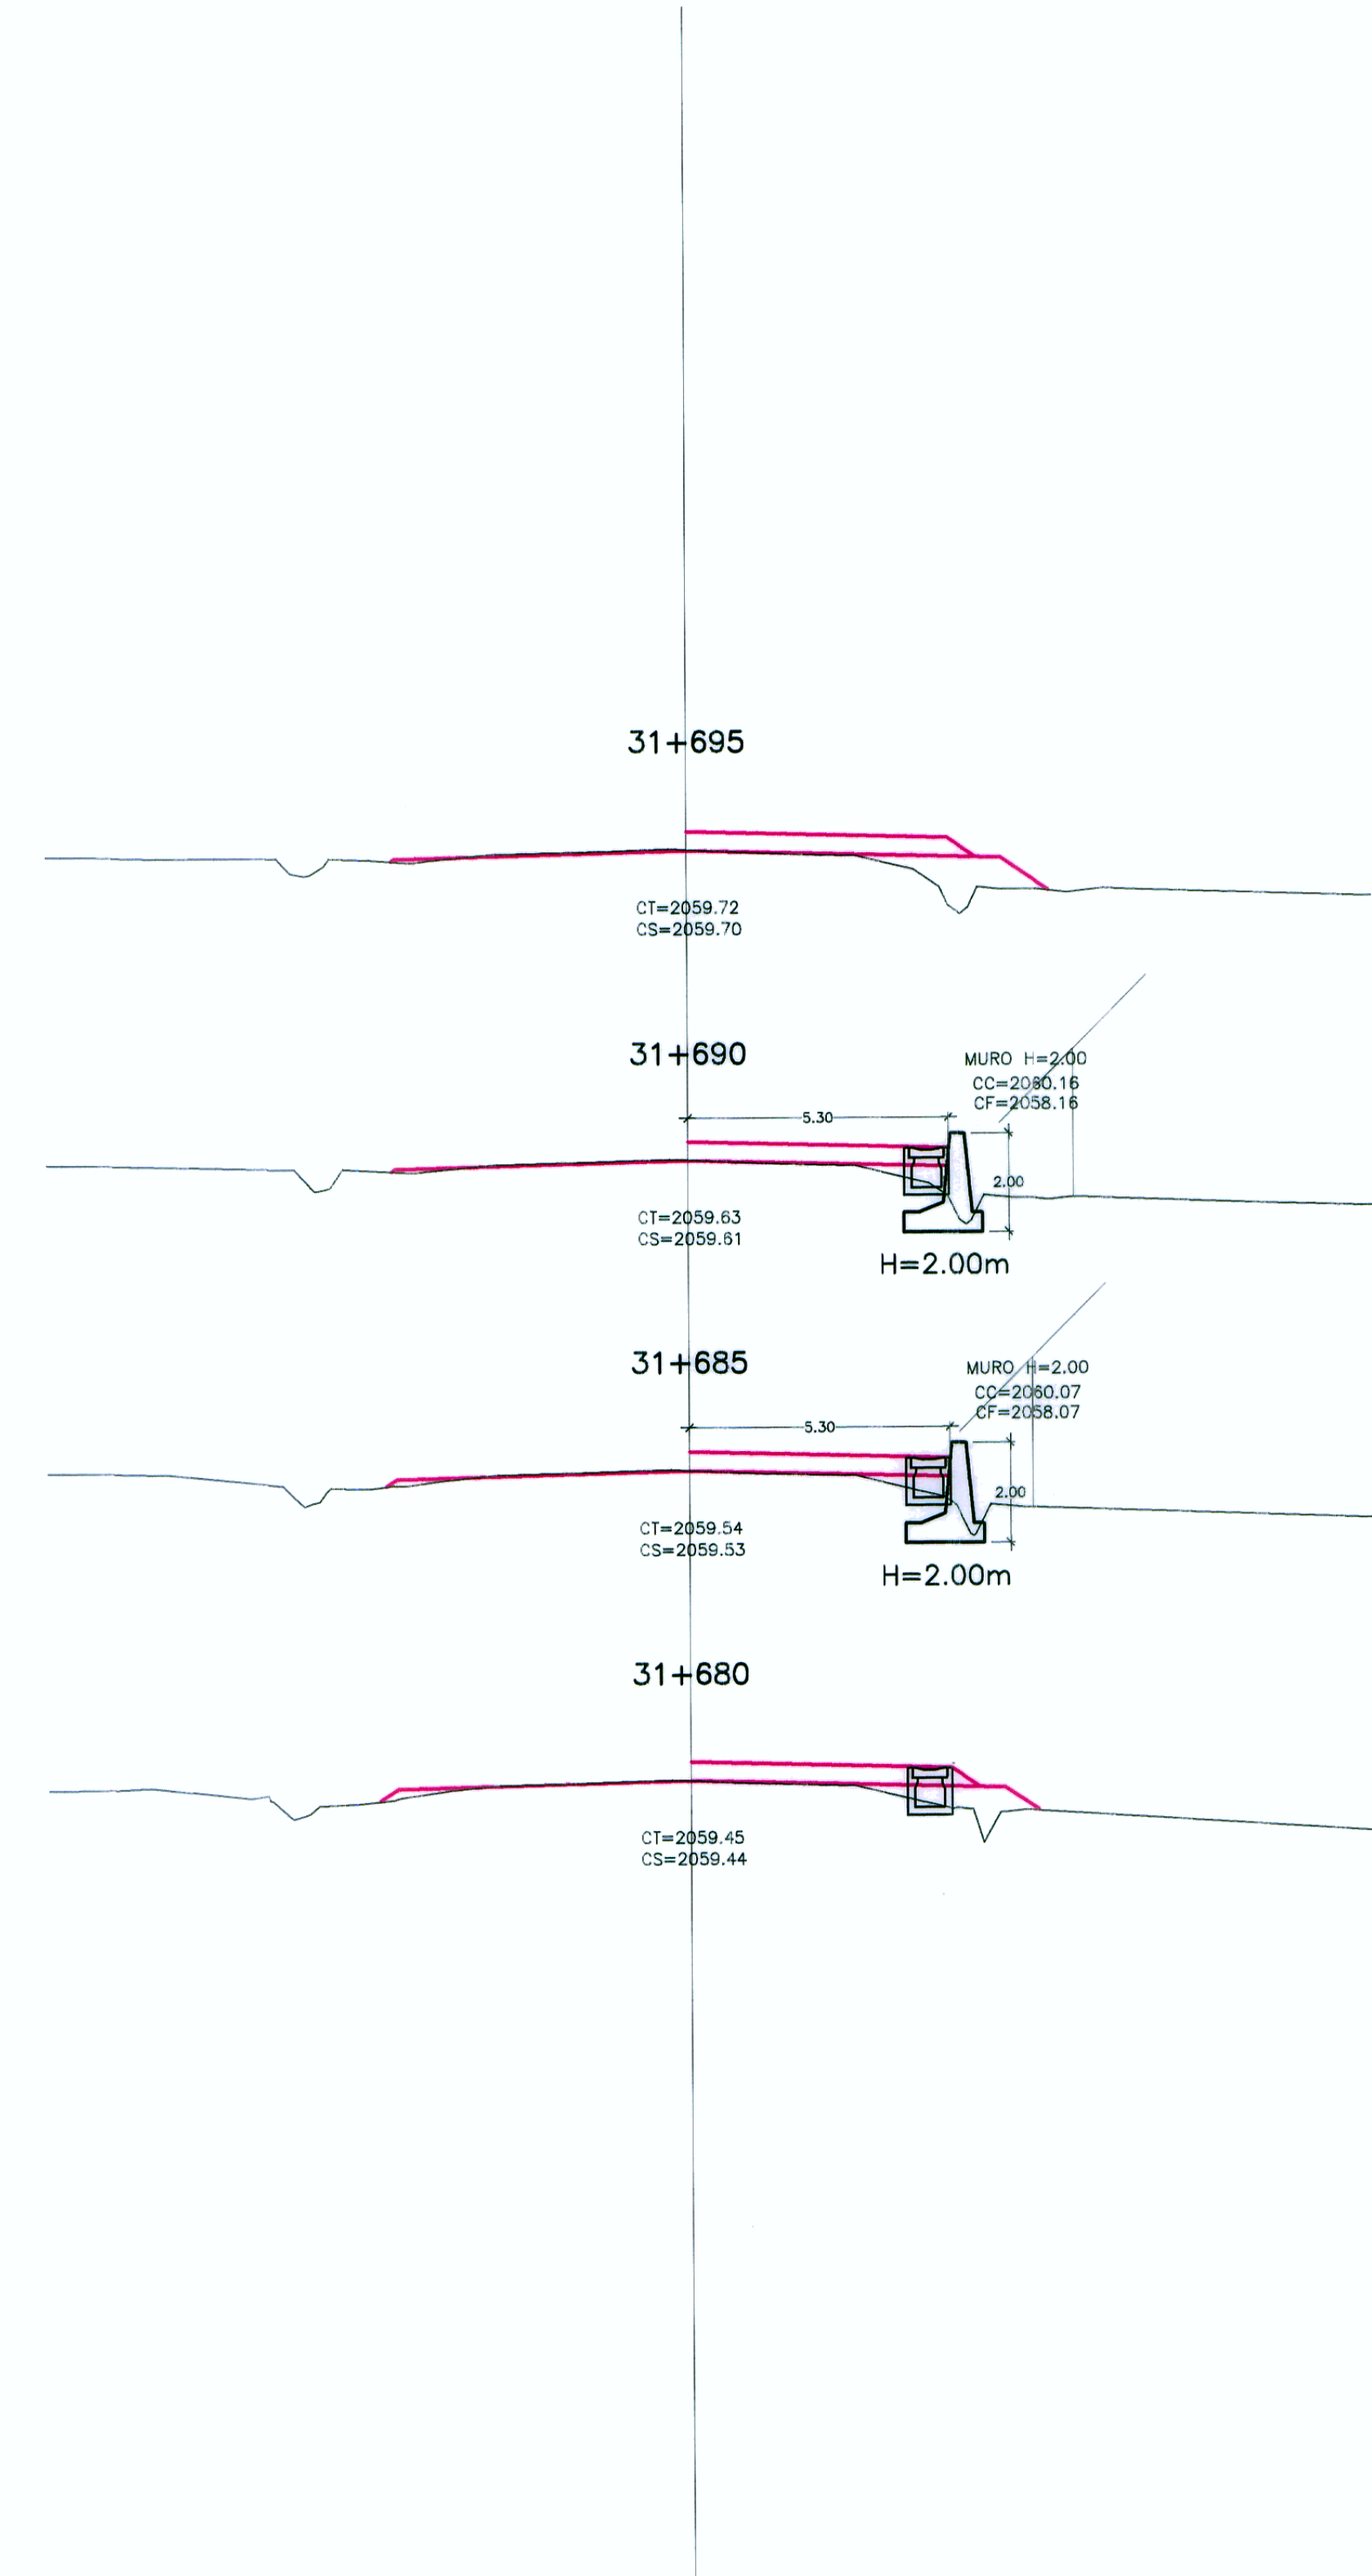 31+695
CT=2059.72
CS=2059.70
31+690
MURO H=2.00
CC=2060.16
CF=2058.16
5.30
2.00
CT=2059.63
CS=2059.61
H=2.00m
31+685
MURO H=2.00
CC=2060.07
CF=2058.07
5.30
2.00
CT=2059.54
CS=2059.53
H=2.00m
31+680
CT=2059.45
CS=2059.44